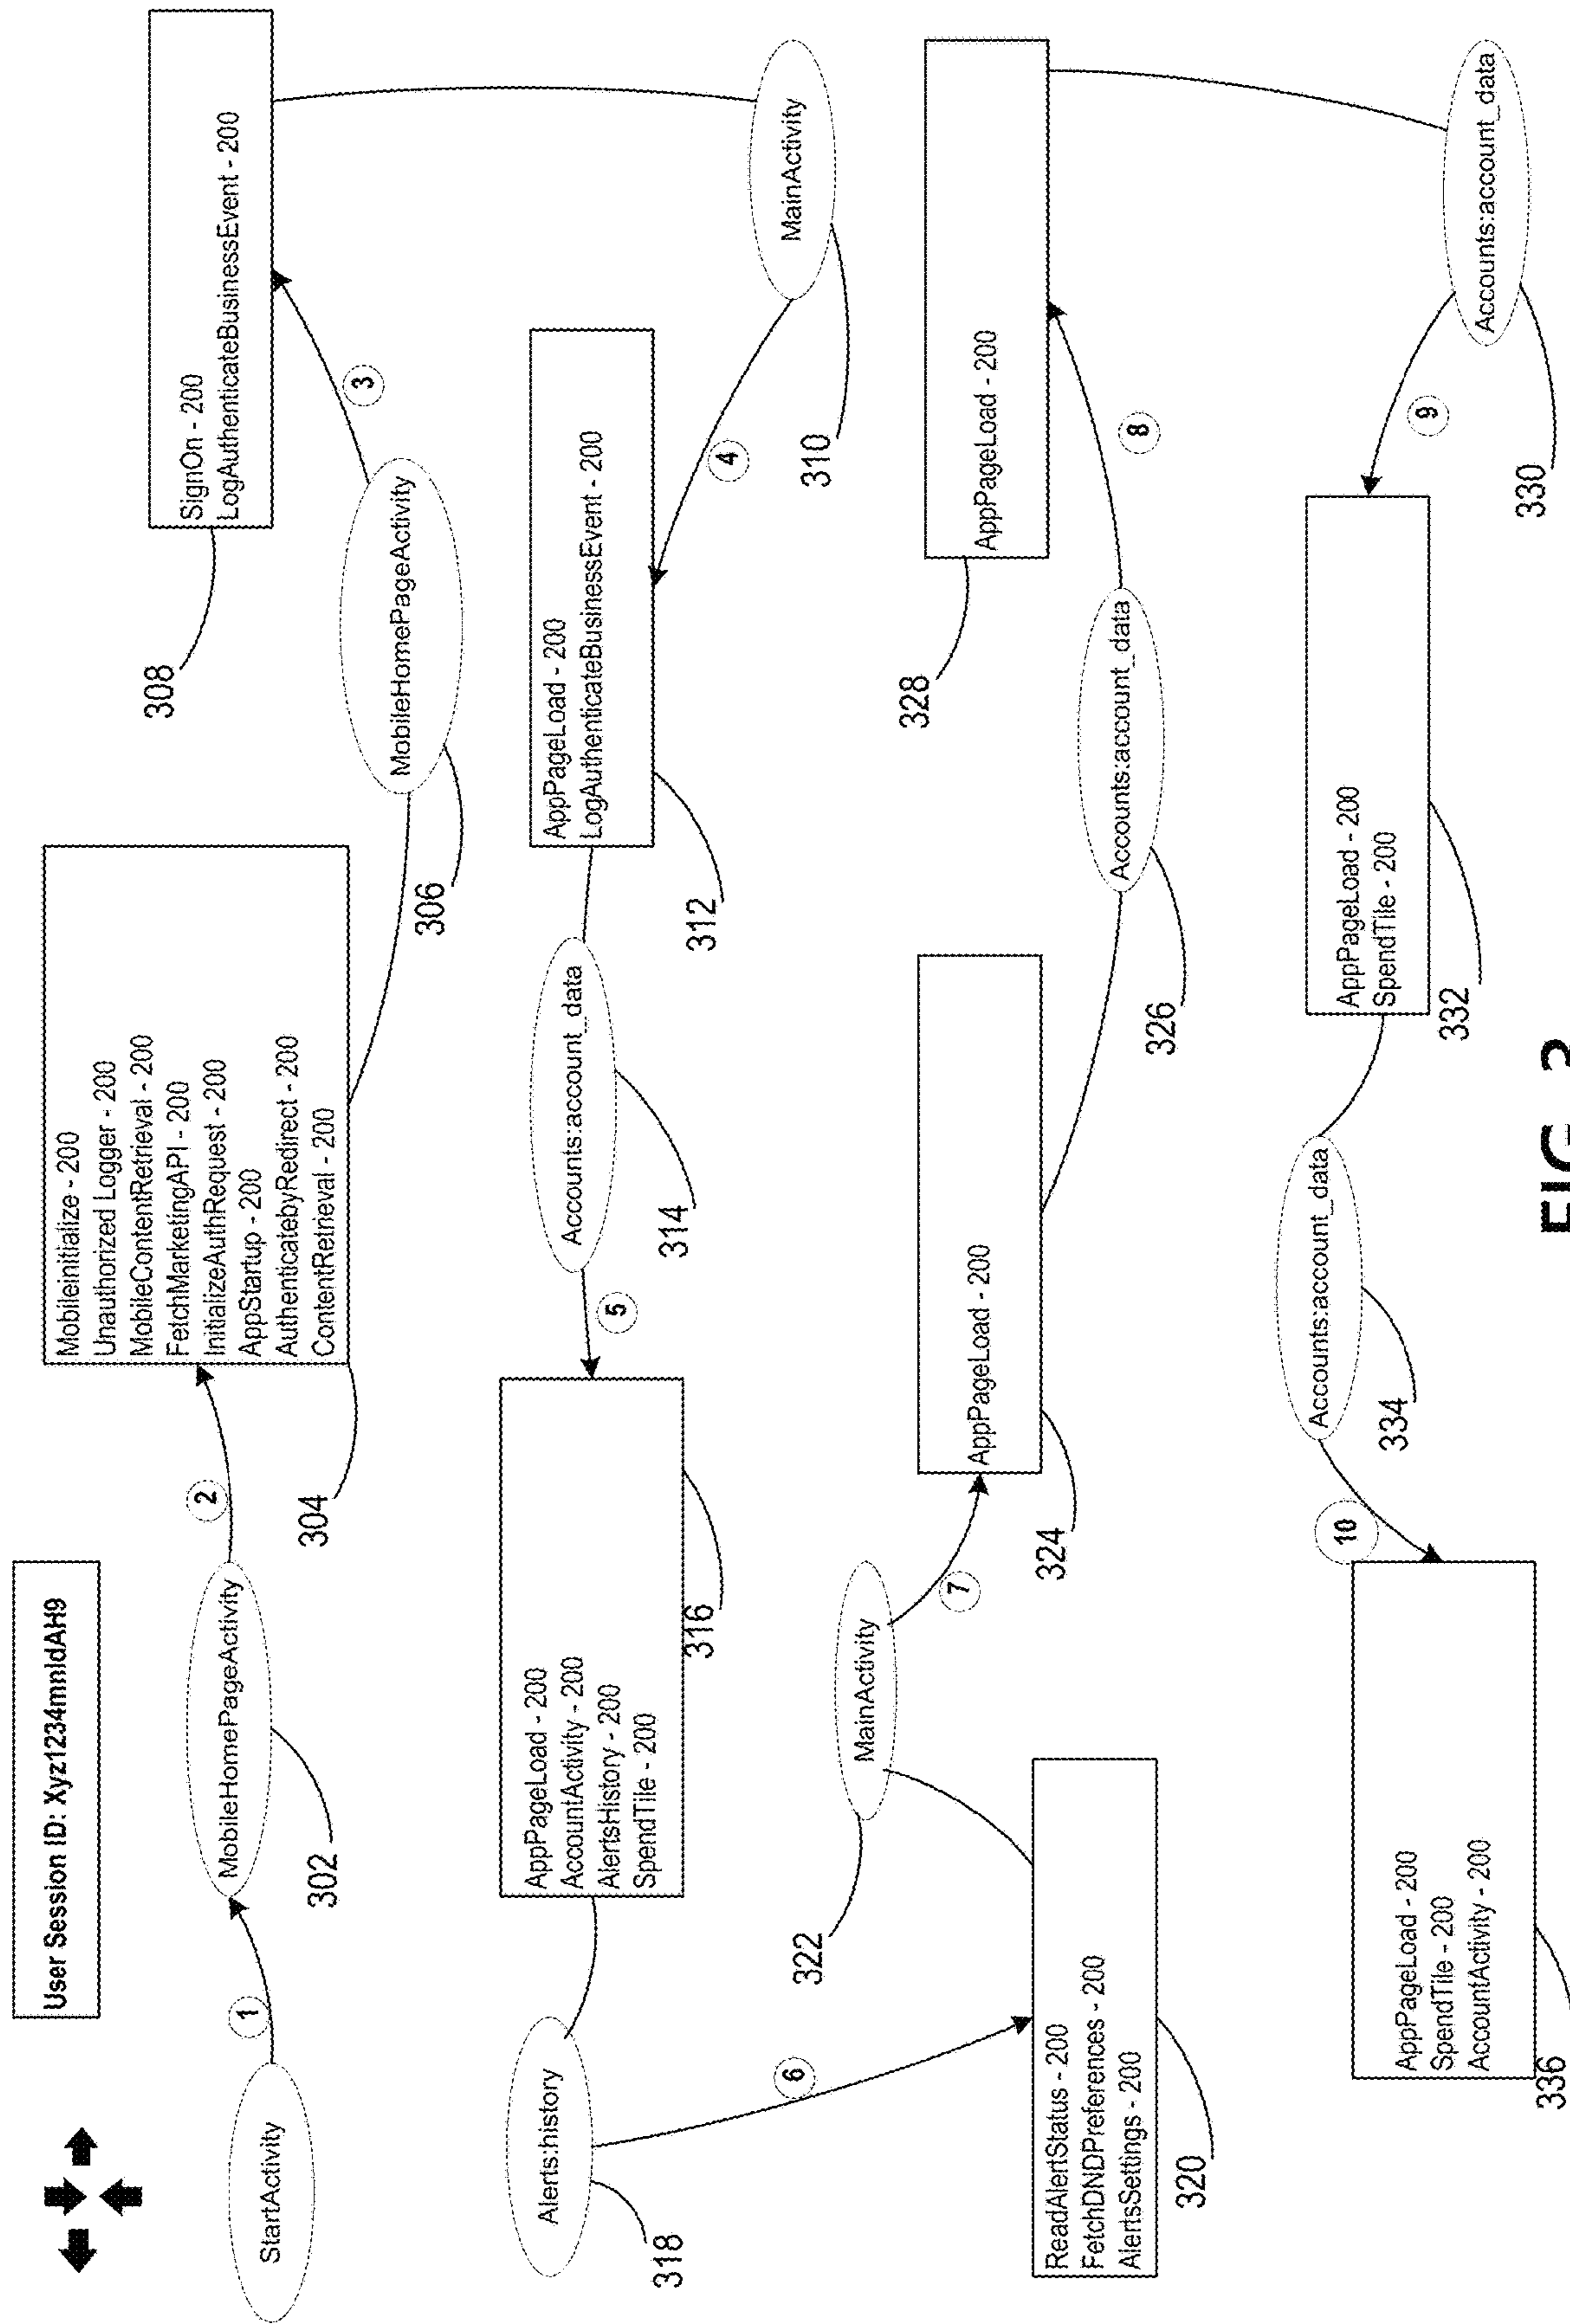 User Session ID: Xyz1234mnldAH9
StartActivity
1
MobileHomePageActivity
302
2
Mobileinitialize - 200
Unauthorized Logger - 200
MobileContentRetrieval - 200
FetchMarketingAPI - 200
InitializeAuthRequest - 200
AppStartup - 200
AuthenticatebyRedirect - 200
ContentRetrieval - 200
304
MobileHomePageActivity
306
3
SignOn - 200
LogAuthenticateBusinessEvent - 200
308
MainActivity
310
4
AppPageLoad - 200
LogAuthenticateBusinessEvent - 200
312
Accounts:account_data
314
5
AppPageLoad - 200
AccountActivity - 200
AlertsHistory - 200
SpendTile - 200
316
Alerts:history
318
6
ReadAlertStatus - 200
FetchDNDPreferences - 200
AlertsSettings - 200
320
MainActivity
322
7
AppPageLoad - 200
324
Accounts:account_data
326
8
AppPageLoad - 200
328
Accounts:account_data
330
9
AppPageLoad - 200
SpendTile - 200
332
Accounts:account_data
334
10
AppPageLoad - 200
SpendTile - 200
AccountActivity - 200
336
FIG. 3